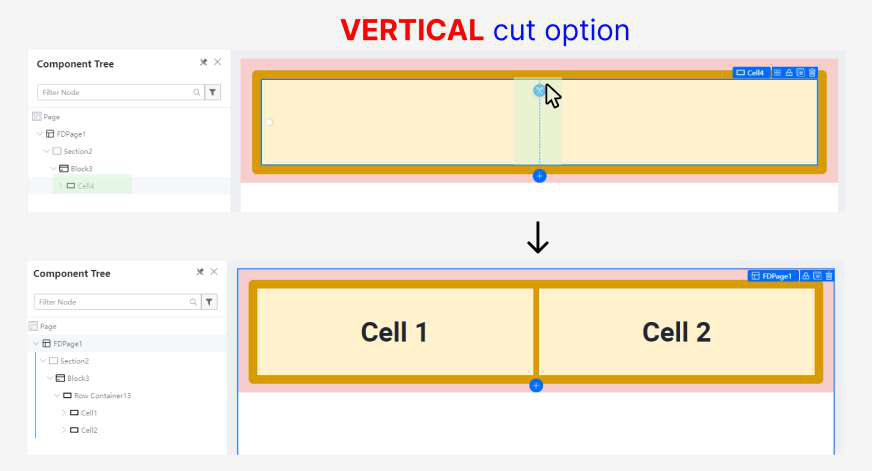 VERTICAL cut option
Component Tree
Filter Node
Page
FDPage1
Section2
Block3
Cell4
Cell4
Component Tree
Filter Node
Page
FDPage1
Section2
Block3
Row Container13
Cell1
Cell2
FDPage1
Cell 1
Cell 2